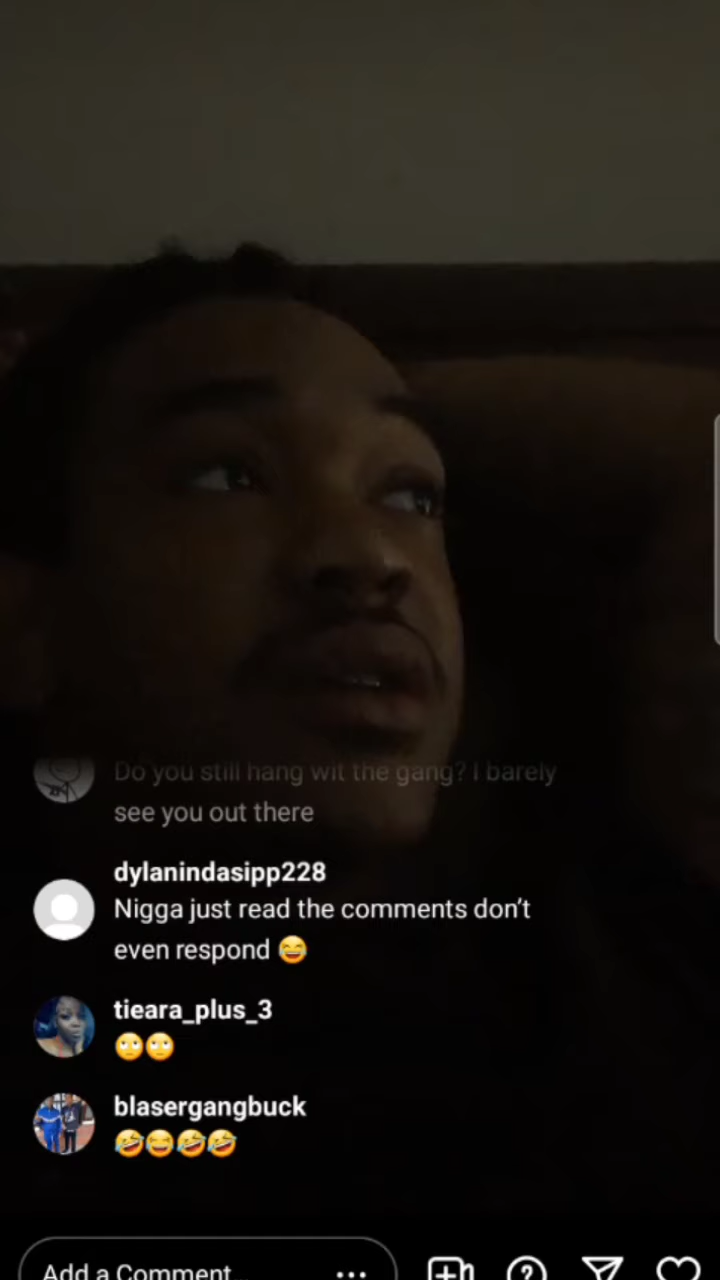 Do you still hang wit the gang? I barely
see you out there
dylanindasipp228
Nigga just read the comments don't
even respond 😂
tieara_plus_3
🙄🙄
blasergangbuck
🤣😂🤣🤣
Add a Comment...